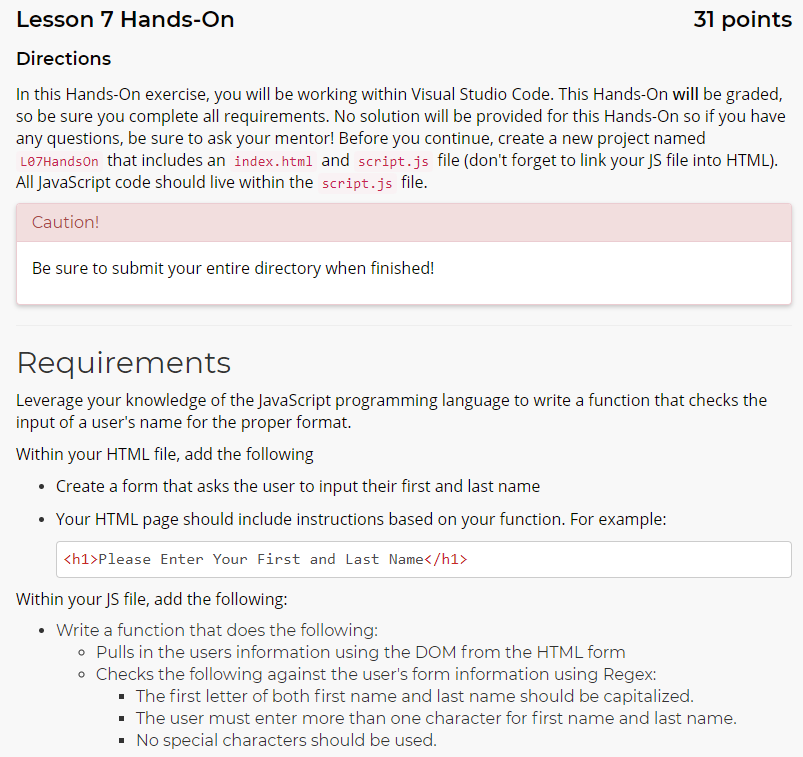 Lesson 7 Hands-On 31 points
Directions
In this Hands-On exercise, you will be working within Visual Studio Code. This Hands-On will be graded,
so be sure you complete all requirements. No solution will be provided for this Hands-On so if you have
any questions, be sure to ask your mentor! Before you continue, create a new project named
L07HandsOn that includes an index.html and script.js file (don't forget to link your JS file into HTML).
All JavaScript code should live within the script.js file.
Caution!
Be sure to submit your entire directory when finished!
Requirements
Leverage your knowledge of the JavaScript programming language to write a function that checks the
input of a user's name for the proper format.
Within your HTML file, add the following
• Create a form that asks the user to input their first and last name
• Your HTML page should include instructions based on your function. For example:
<h1>Please Enter Your First and Last Name</h1>
Within your JS file, add the following:
• Write a function that does the following:
◦ Pulls in the users information using the DOM from the HTML form
◦ Checks the following against the user's form information using Regex:
▪ The first letter of both first name and last name should be capitalized.
▪ The user must enter more than one character for first name and last name.
▪ No special characters should be used.